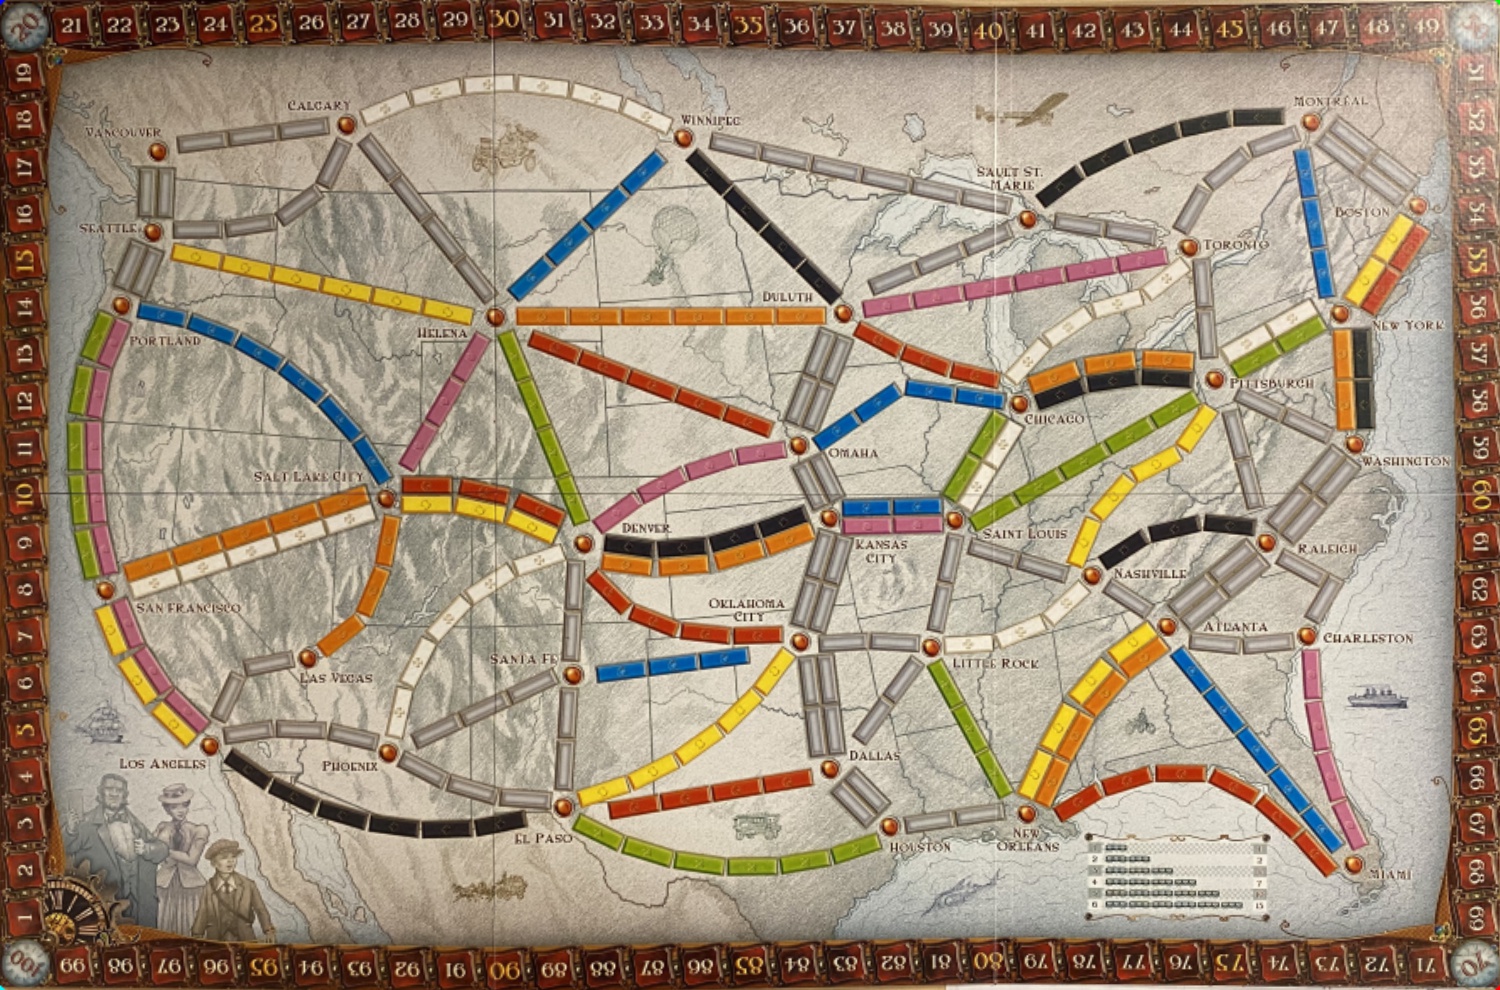 20 21 22 23 24 25 26 27 28 29 30 31 32 33 34 35 36 37 38 39 40 41 42 43 44 45 46 47 48 49
19
18
17
16
15
14
13
12
11
10
9
8
7
6
5
4
3
2
1
51
52
53
54
55
56
57
58
59
60
61
62
63
64
65
66
67
68
69
CALGARY
MONTRÉAL
WINNIPEG
VANCOUVER
SAULT ST.
MARIE
BOSTON
SEATTLE
TORONTO
DULUTH
NEW YORK
HELENA
PORTLAND
PITTSBURGH
CHICAGO
OMAHA
WASHINGTON
SALT LAKE CITY
DENVER
SAINT LOUIS
KANSAS
CITY
RALEIGH
NASHVILLE
SAN FRANCISCO
OKLAHOMA
CITY
ATLANTA
CHARLESTON
SANTA FE
LITTLE ROCK
LAS VEGAS
DALLAS
LOS ANGELES
PHOENIX
EL PASO
HOUSTON
NEW
ORLEANS
MIAMI
1 1
2 2
4 7
6 15
100 99 98 97 96 95 94 93 92 91 90 89 88 87 86 85 84 83 82 81 80 79 78 77 76 75 74 73 72 71 70